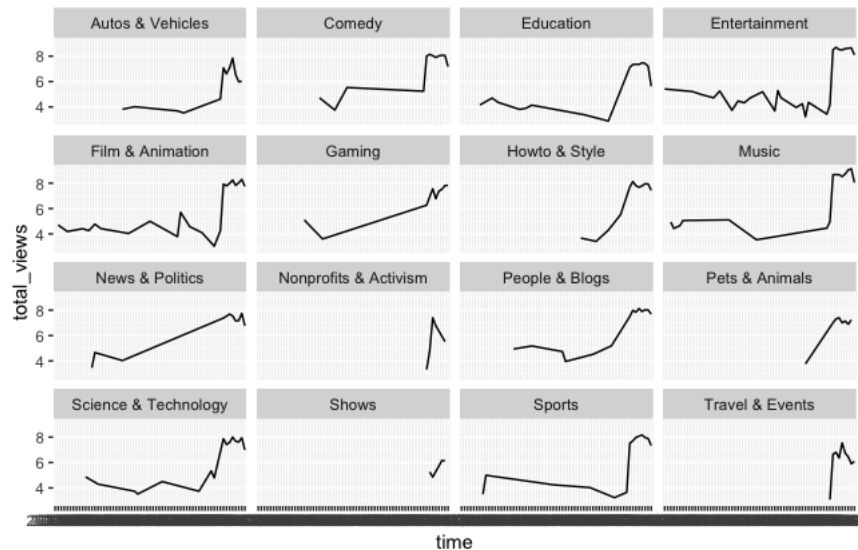 Autos & Vehicles
Comedy
Education
Entertainment
8
6
4
Film & Animation
Gaming
Howto & Style
Music
8
6
4
total_views
News & Politics
Nonprofits & Activism
People & Blogs
Pets & Animals
8
6
4
Science & Technology
Shows
Sports
Travel & Events
8
6
4
time